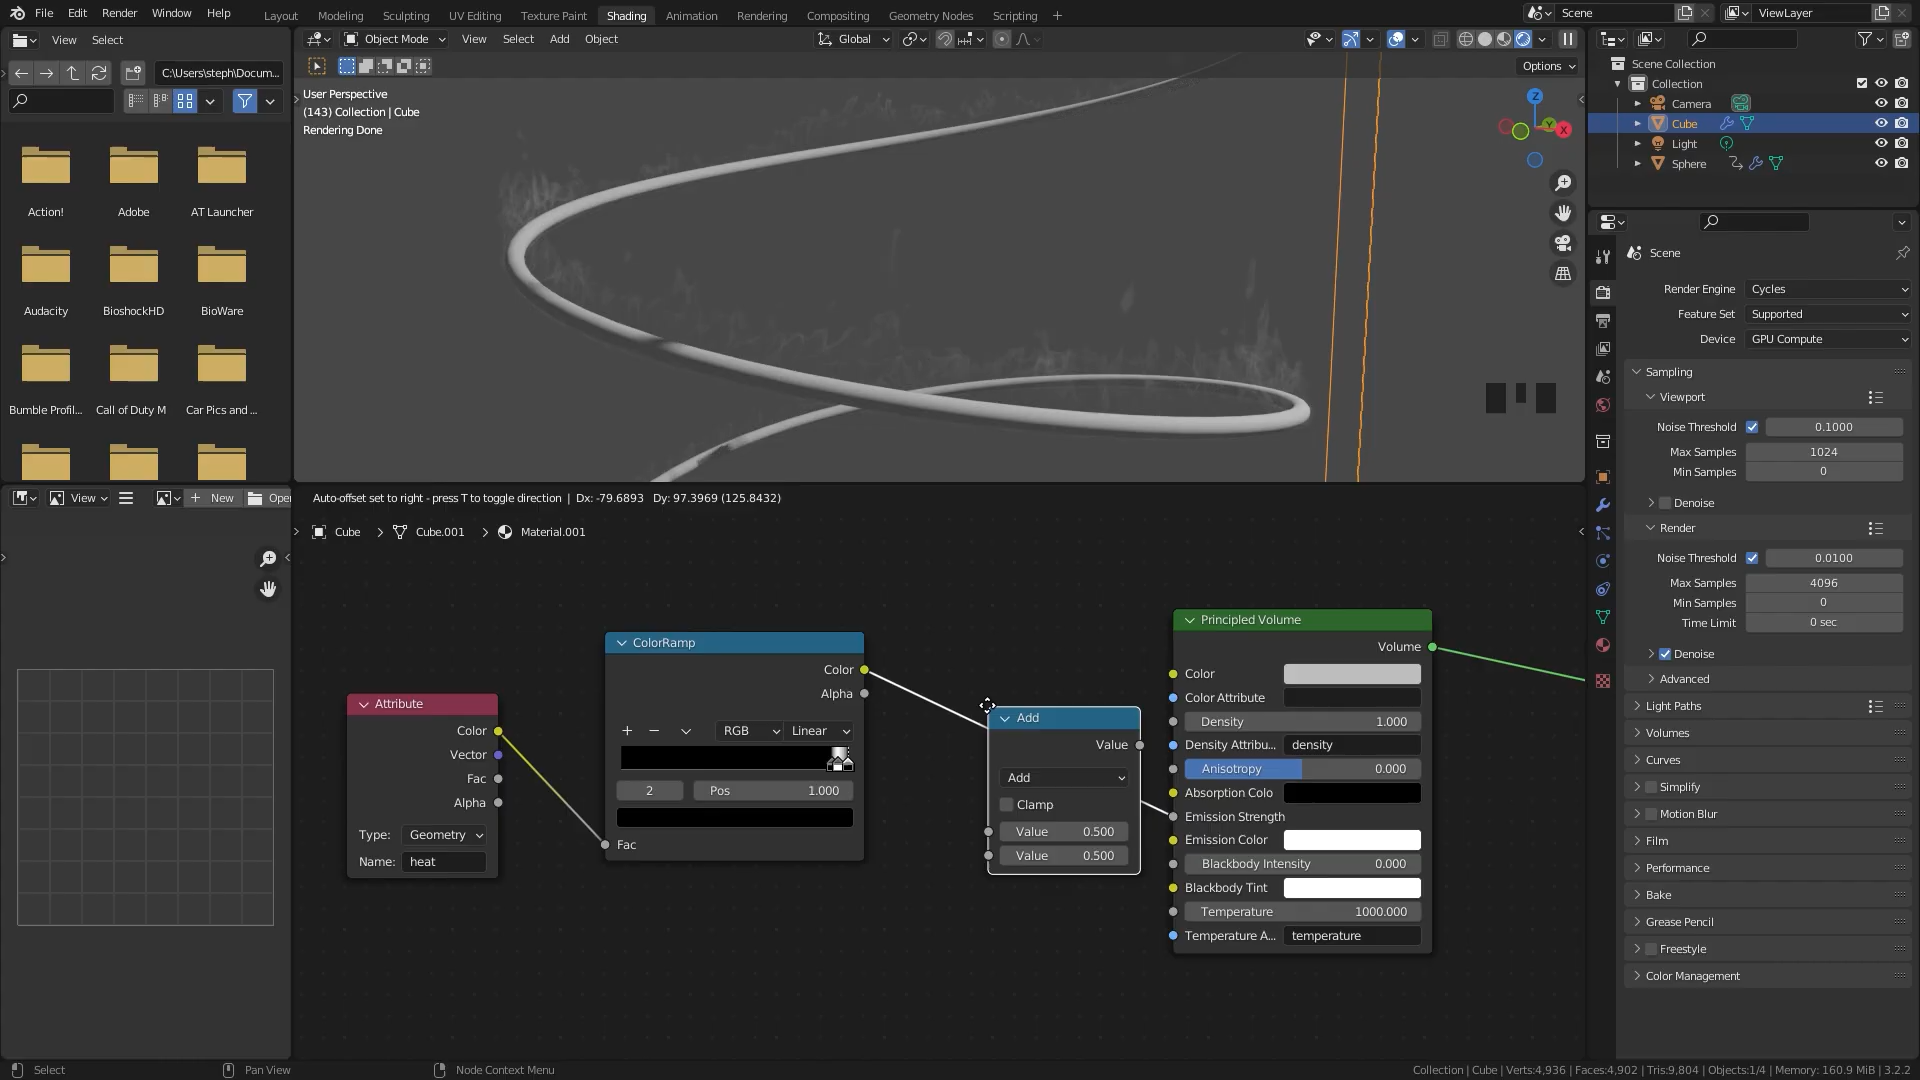 File Edit Render Window Help
Layout Modeling Sculpting UV Editing Texture Paint Shading Animation Rendering Compositing Geometry Nodes Scripting +
Scene
ViewLayer
View Select
Object Mode View Select Add Object
Global
Options
C:\Users\steph\Docum...
Action! Adobe AT Launcher
Audacity BioshockHD BioWare
Bumble Profil... Call of Duty M Car Pics and ...
User Perspective
(143) Collection | Cube
Rendering Done
Z
Y
X
Scene Collection
Collection
Camera
Cube
Light
Sphere
Scene
Render Engine Cycles
Feature Set Supported
Device GPU Compute
Sampling
Viewport
Noise Threshold 0.1000
Max Samples 1024
Min Samples 0
Denoise
Render
Noise Threshold 0.0100
Max Samples 4096
Min Samples 0
Time Limit 0 sec
Denoise
Advanced
Light Paths
Volumes
Curves
Simplify
Motion Blur
Film
Performance
Bake
Grease Pencil
Freestyle
Color Management
View New Open
Auto-offset set to right - press T to toggle direction | Dx: -79.6893 Dy: 97.3969 (125.8432)
Cube > Cube.001 > Material.001
Attribute
Color
Vector
Fac
Alpha
Type: Geometry
Name: heat
ColorRamp
Color
Alpha
+ − RGB Linear
2 Pos 1.000
Fac
Add
Value
Add
Clamp
Value 0.500
Value 0.500
Principled Volume
Volume
Color
Color Attribute
Density 1.000
Density Attribu... density
Anisotropy 0.000
Absorption Colo
Emission Strength
Emission Color
Blackbody Intensity 0.000
Blackbody Tint
Temperature 1000.000
Temperature A... temperature
Select Pan View Node Context Menu
Collection | Cube | Verts:4,936 | Faces:4,902 | Tris:9,804 | Objects:1/4 | Memory: 160.9 MiB | 3.2.2